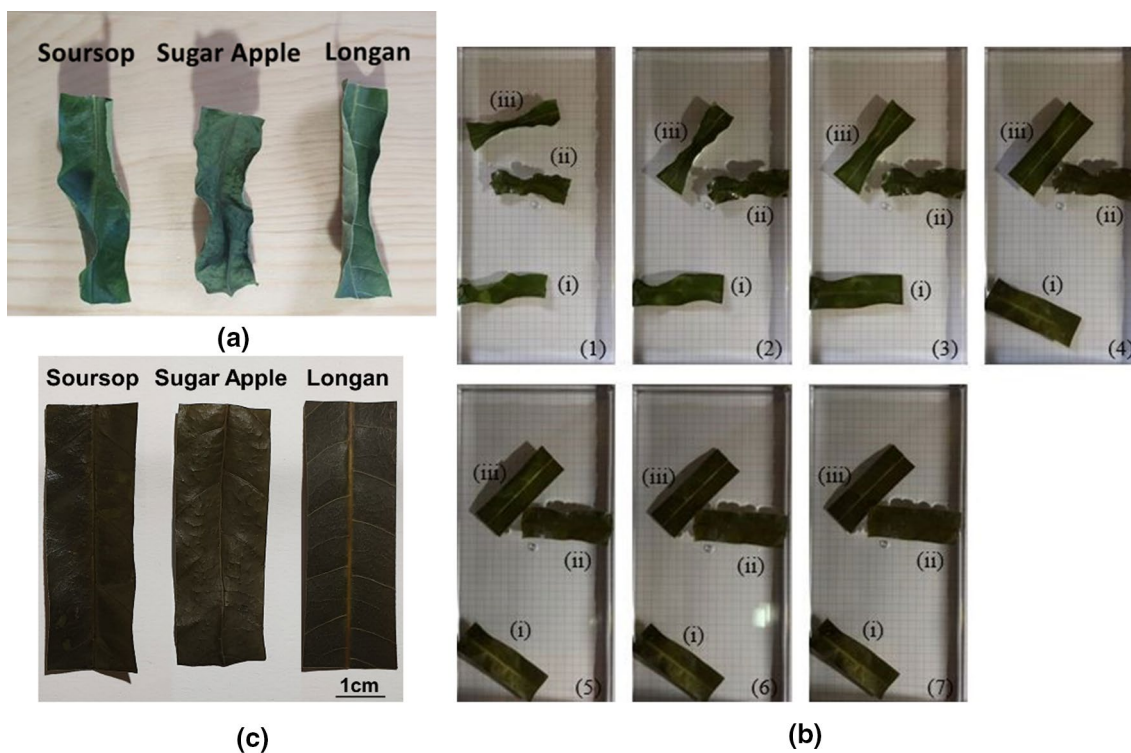 Soursop Sugar Apple Longan
(a)
Soursop Sugar Apple Longan
1cm
(c)
(iii)
(ii)
(i)
(1)
(iii)
(ii)
(i)
(2)
(iii)
(ii)
(i)
(3)
(iii)
(ii)
(i)
(4)
(iii)
(ii)
(i)
(5)
(iii)
(ii)
(i)
(6)
(iii)
(ii)
(i)
(7)
(b)